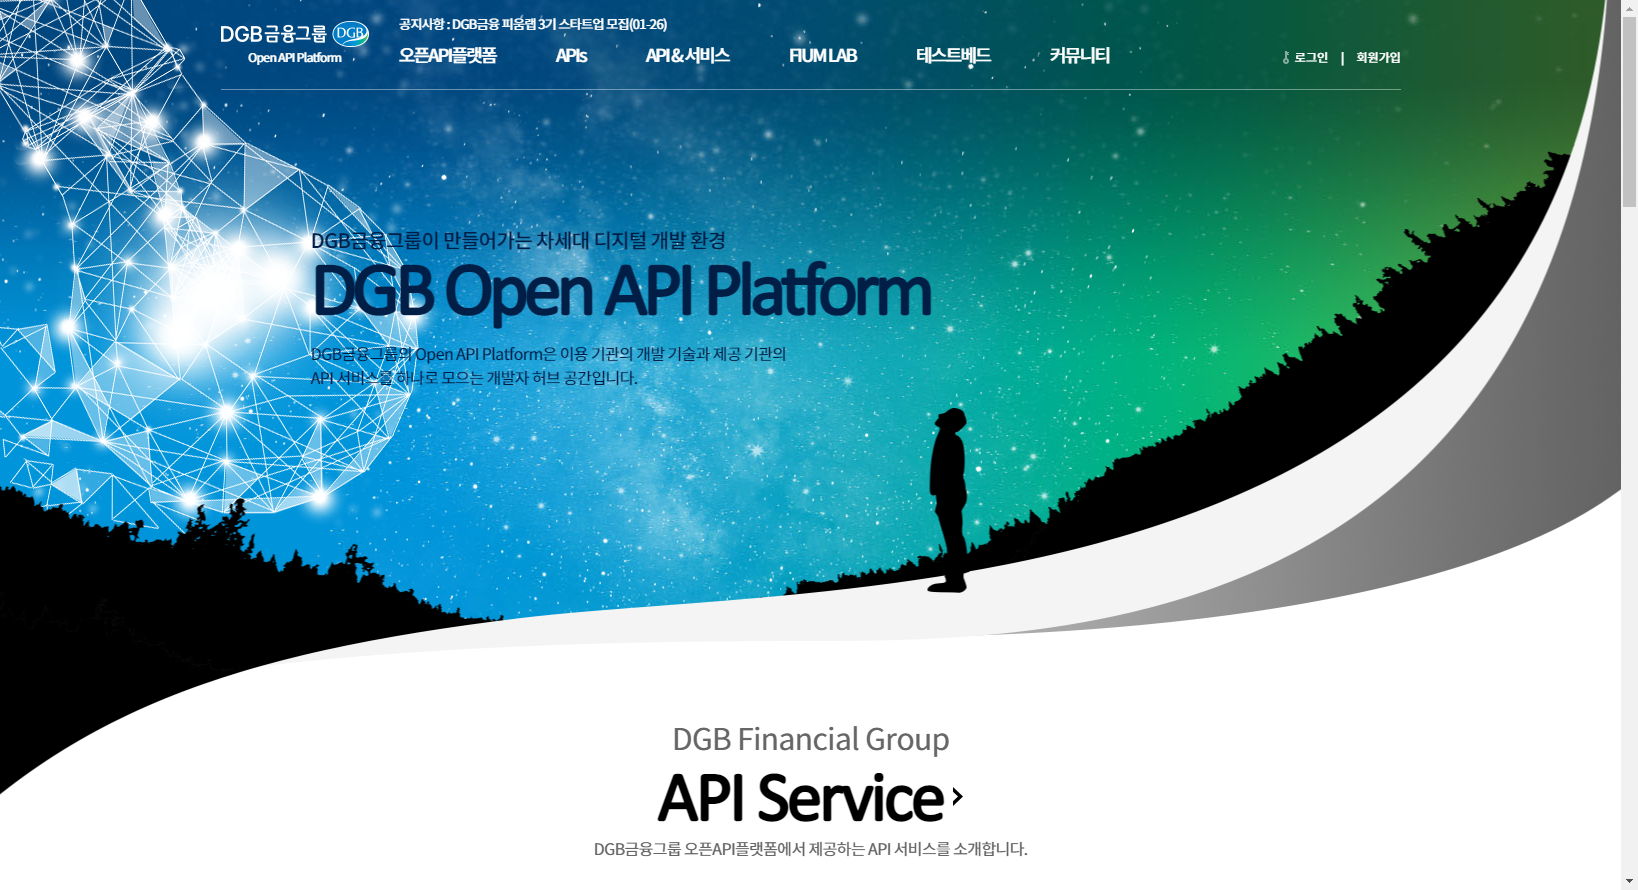 공지사항 : DGB금융 피움랩 3기 스타트업 모집(01-26)
DGB금융그룹 DGB
Open API Platform
오픈API플랫폼 APIs API & 서비스 FIUM LAB 테스트베드 커뮤니티
로그인 | 회원가입
DGB금융그룹이 만들어가는 차세대 디지털 개발 환경
DGB Open API Platform
DGB금융그룹의 Open API Platform은 이용 기관의 개발 기술과 제공 기관의
API 서비스를 하나로 모으는 개발자 허브 공간입니다.
DGB Financial Group
API Service
DGB금융그룹 오픈API플랫폼에서 제공하는 API 서비스를 소개합니다.